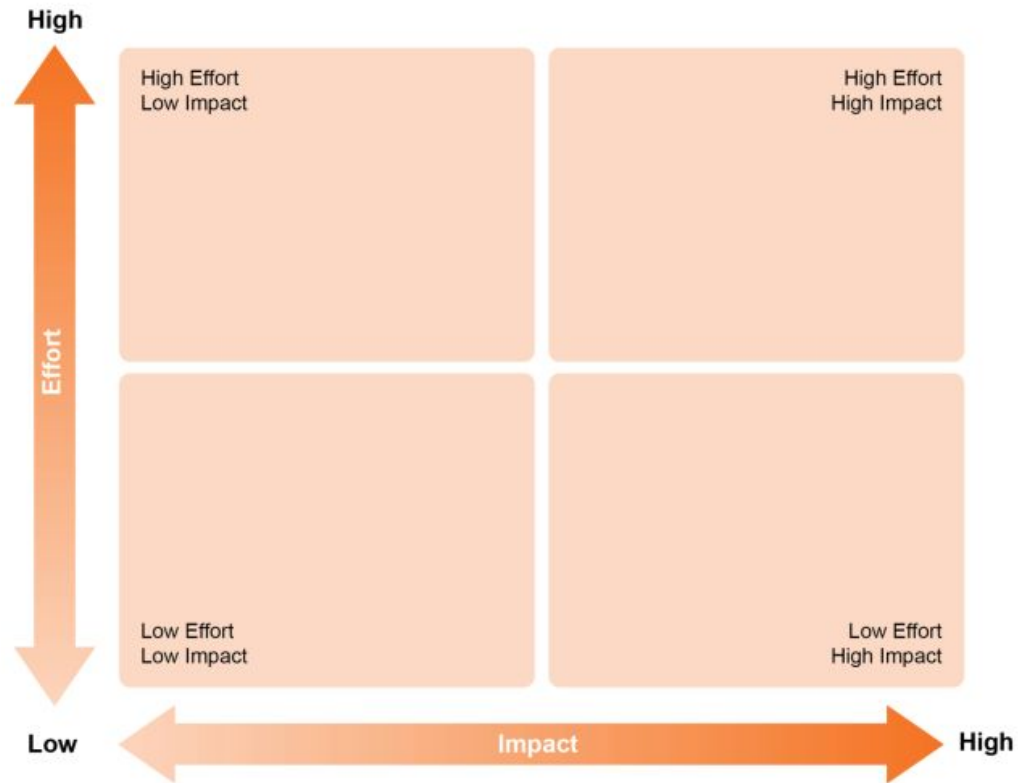 High
High Effort
Low Impact
High Effort
High Impact
Effort
Low Effort
Low Impact
Low Effort
High Impact
Low
Impact
High